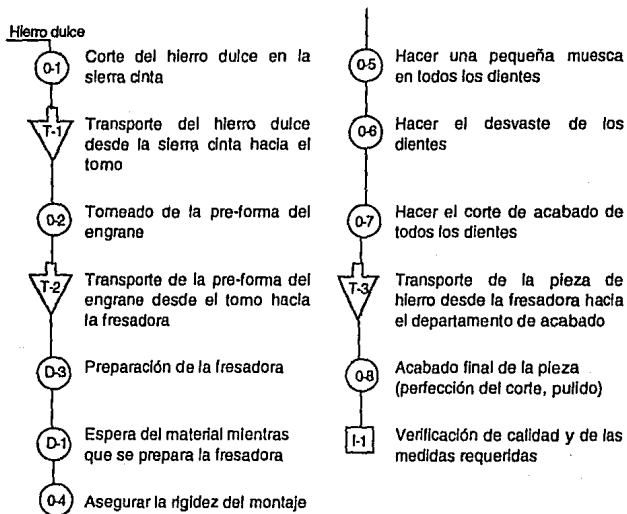 Hierro dulce
0-1
Corte del hierro dulce en la
sierra cinta
T-1
Transporte del hierro dulce
desde la sierra cinta hacia el
torno
0-2
Torneado de la pre-forma del
engrane
T-2
Transporte de la pre-forma del
engrane desde el torno hacia
la fresadora
D-3
Preparación de la fresadora
D-1
Espera del material mientras
que se prepara la fresadora
0-4
Asegurar la rigidez del montaje
0-5
Hacer una pequeña muesca
en todos los dientes
0-6
Hacer el desvaste de los
dientes
0-7
Hacer el corte de acabado de
todos los dientes
T-3
Transporte de la pieza de
hierro desde la fresadora hacia
el departamento de acabado
0-8
Acabado final de la pieza
(perfección del corte, pulido)
I-1
Verificación de calidad y de las
medidas requeridas